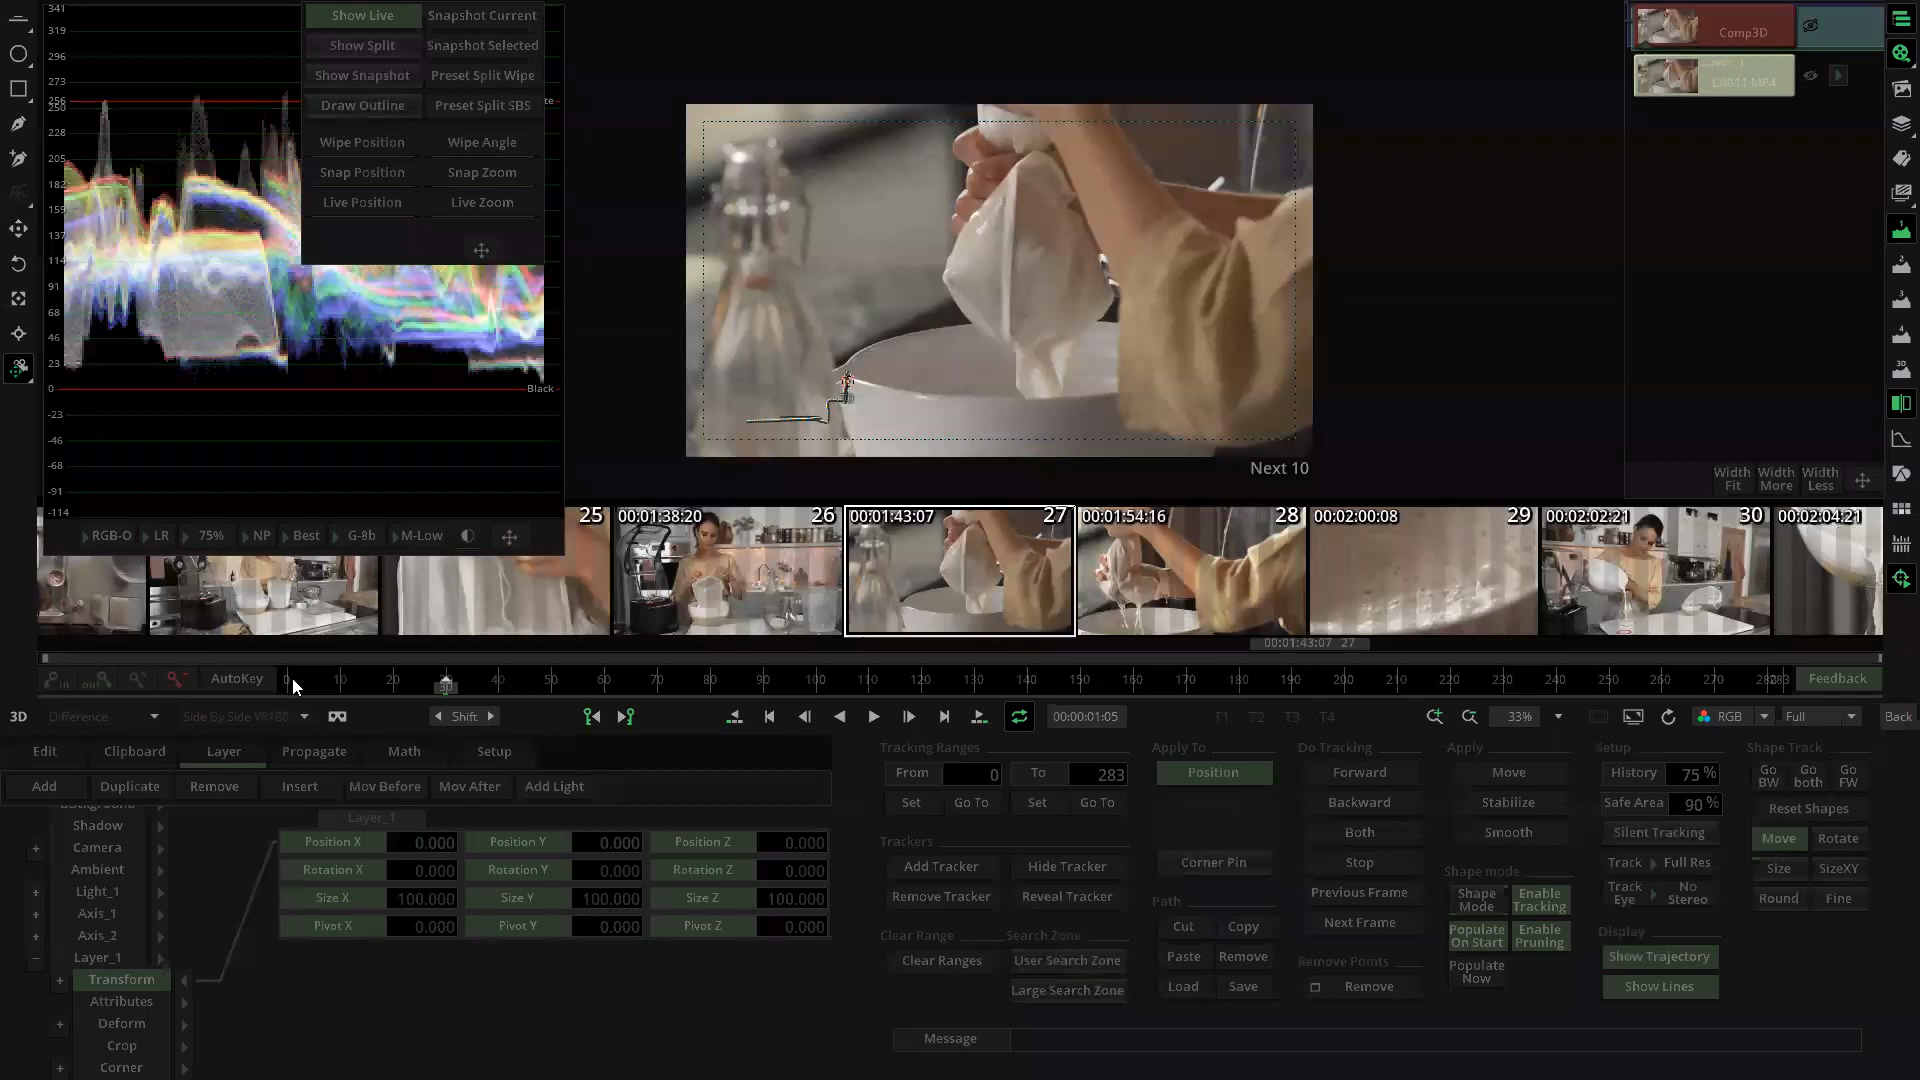 341
319
296
273
256
250
228
205
182
159
137
114
91
68
46
23
0
-23
-46
-68
-91
-114
Black
Show Live Snapshot Current
Show Split Snapshot Selected
Show Snapshot Preset Split Wipe
Draw Outline Preset Split SBS
Wipe Position Wipe Angle
Snap Position Snap Zoom
Live Position Live Zoom
RGB-O LR 75% NP Best G-8b M-Low
Comp3D
Next 10
Width Fit Width More Width Less
25 00:01:38:20 26 00:01:43:07 27 00:01:54:16 28 00:02:00:08 29 00:02:02:21 30 00:02:04:21
00:01:43:07 27
in out AutoKey 0 10 20 30 40 50 60 70 80 90 100 110 120 130 140 150 160 170 180 190 200 210 220 230 240 250 260 270 283 Feedback
3D Difference Side By Side VR180 Shift 00:00:01:05 T1 T2 T3 T4 33% RGB Full Back
Edit Clipboard Layer Propagate Math Setup
Add Duplicate Remove Insert Mov Before Mov After Add Light
Background
Shadow
Camera
Ambient
Light_1
Axis_1
Axis_2
Layer_1
Transform
Attributes
Deform
Crop
Corner
Layer_1
Position X 0.000 Position Y 0.000 Position Z 0.000
Rotation X 0.000 Rotation Y 0.000 Rotation Z 0.000
Size X 100.000 Size Y 100.000 Size Z 100.000
Pivot X 0.000 Pivot Y 0.000 Pivot Z 0.000
Tracking Ranges
From 0 To 283
Set Go To Set Go To
Trackers
Add Tracker Hide Tracker
Remove Tracker Reveal Tracker
Clear Range Search Zone
Clear Ranges User Search Zone
Large Search Zone
Apply To
Position
Corner Pin
Path
Cut Copy
Paste Remove
Load Save
Do Tracking
Forward
Backward
Both
Stop
Previous Frame
Next Frame
Remove Points
Remove
Apply
Move
Stabilize
Smooth
Shape mode
Shape Mode Enable Tracking
Populate On Start Enable Pruning
Populate Now
Setup
History 75 %
Safe Area 90 %
Silent Tracking
Track Full Res
Track Eye No Stereo
Display
Show Trajectory
Show Lines
Shape Track
Go BW Go both Go FW
Reset Shapes
Move Rotate
Size SizeXY
Round Fine
Message